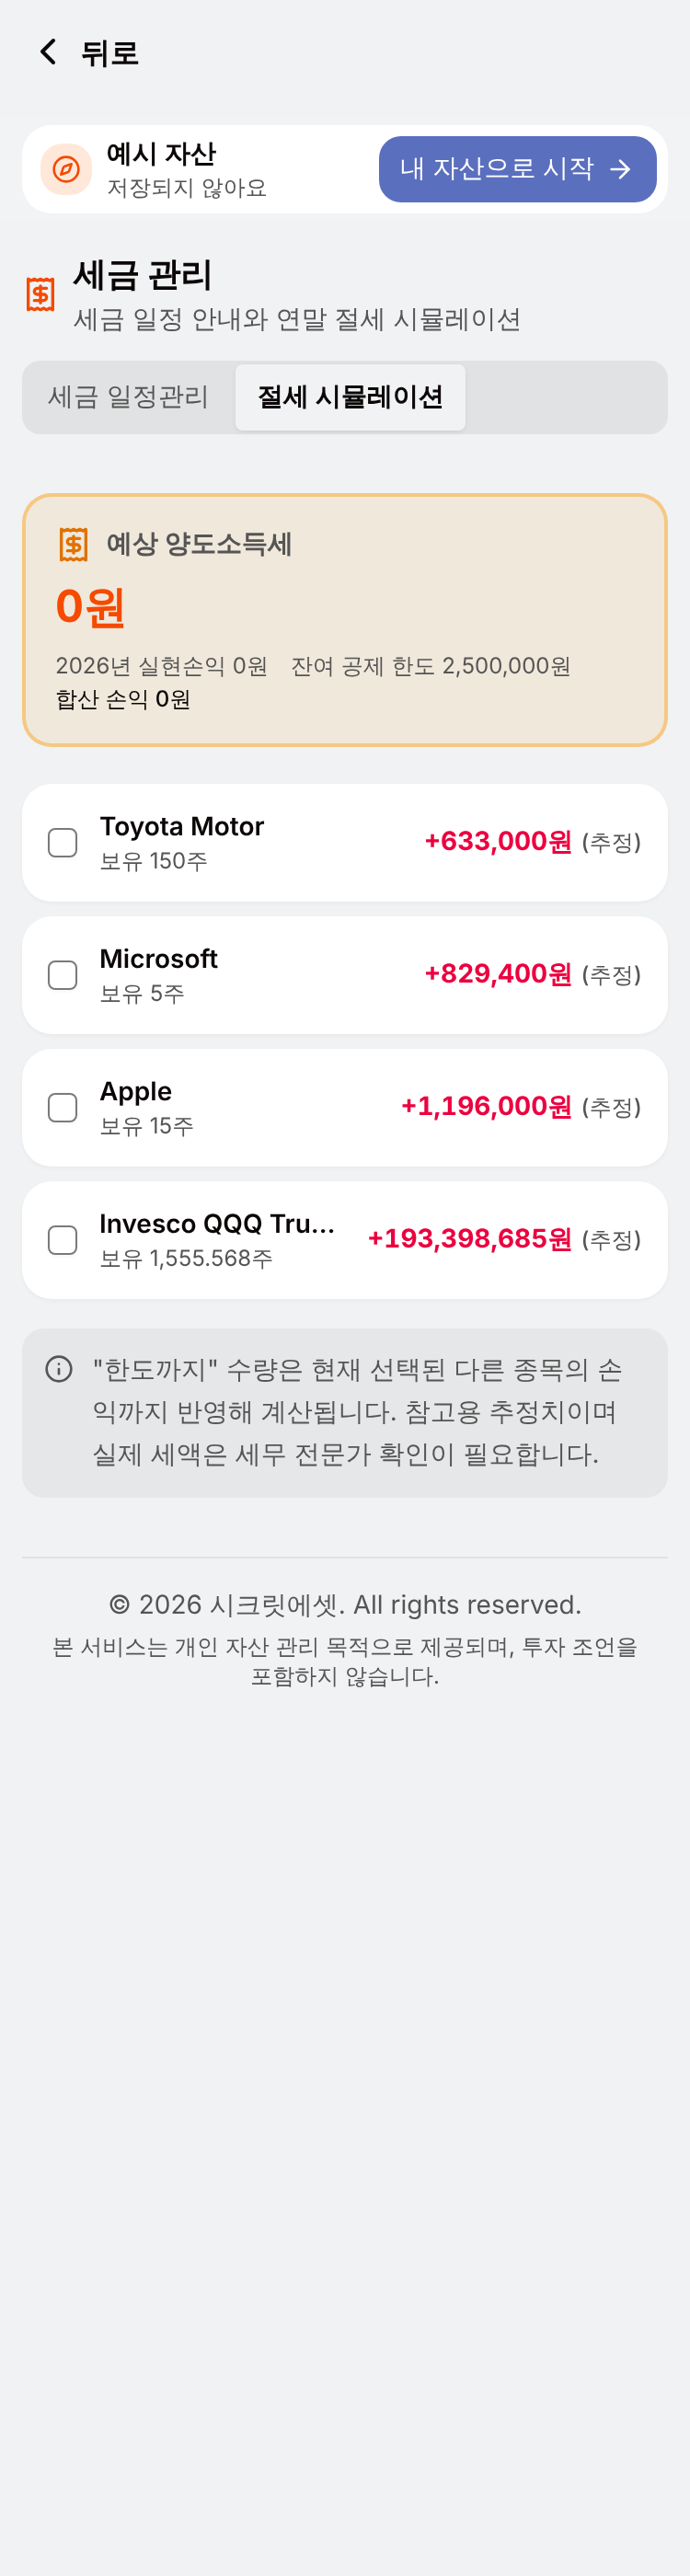 뒤로
예시 자산
저장되지 않아요
내 자산으로 시작
세금 관리
세금 일정 안내와 연말 절세 시뮬레이션
세금 일정관리
절세 시뮬레이션
예상 양도소득세
0원
2026년 실현손익 0원 잔여 공제 한도 2,500,000원
합산 손익 0원
Toyota Motor
보유 150주
+633,000원 (추정)
Microsoft
보유 5주
+829,400원 (추정)
Apple
보유 15주
+1,196,000원 (추정)
Invesco QQQ Tru...
보유 1,555.568주
+193,398,685원 (추정)
"한도까지" 수량은 현재 선택된 다른 종목의 손
익까지 반영해 계산됩니다. 참고용 추정치이며
실제 세액은 세무 전문가 확인이 필요합니다.
© 2026 시크릿에셋. All rights reserved.
본 서비스는 개인 자산 관리 목적으로 제공되며, 투자 조언을
포함하지 않습니다.